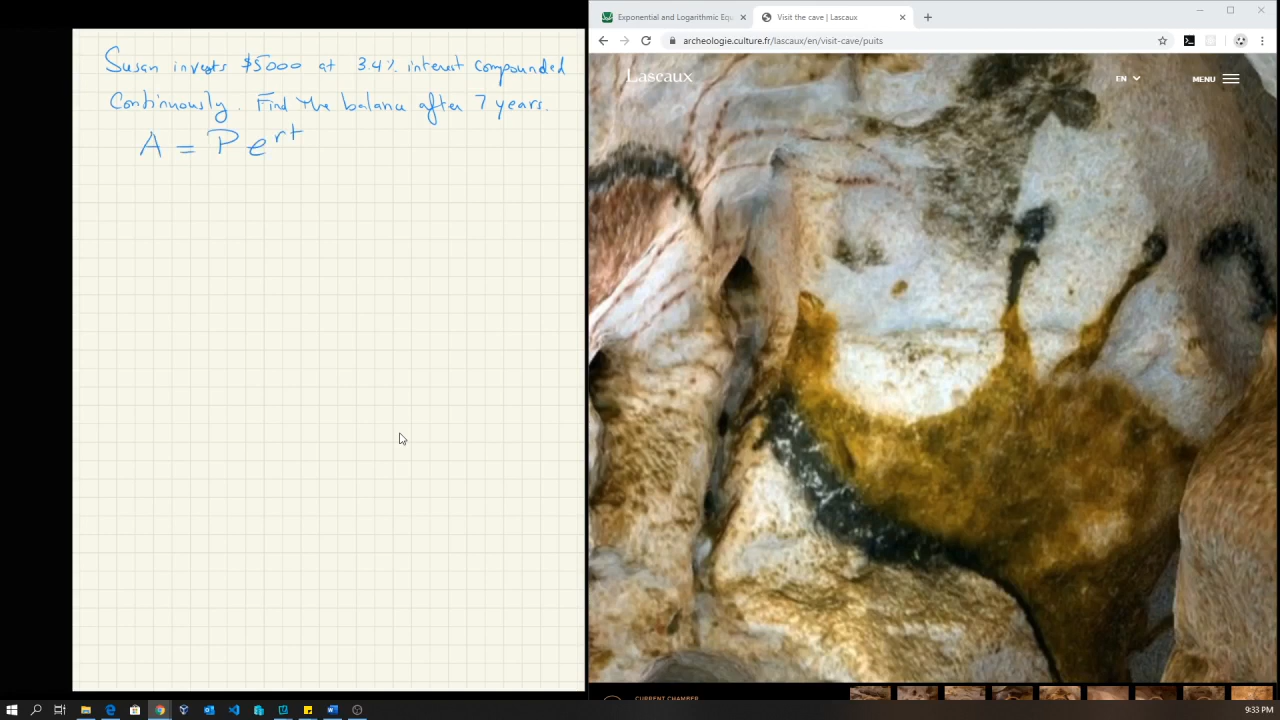 Susan invests $5000 at 3.4% interest compounded
Continuously. Find the balance after 7 years.
A = Pe^rt
Exponential and Logarithmic Equ
Visit the cave | Lascaux
archeologie.culture.fr/lascaux/en/visit-cave/puits
Lascaux
EN
MENU
CURRENT CHAMBER
9:33 PM